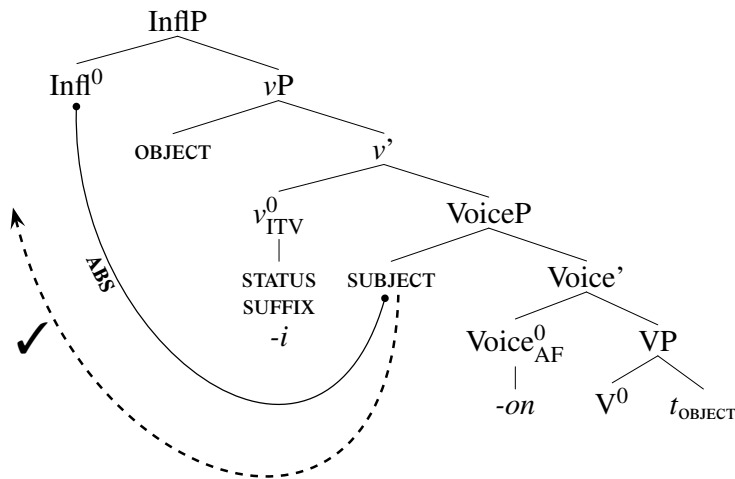 InflP
Infl⁰ vP
OBJECT v’
v⁰ITV VoiceP
ABS STATUS SUBJECT Voice’
SUFFIX
✓ -i Voice⁰AF VP
-on V⁰ tOBJECT